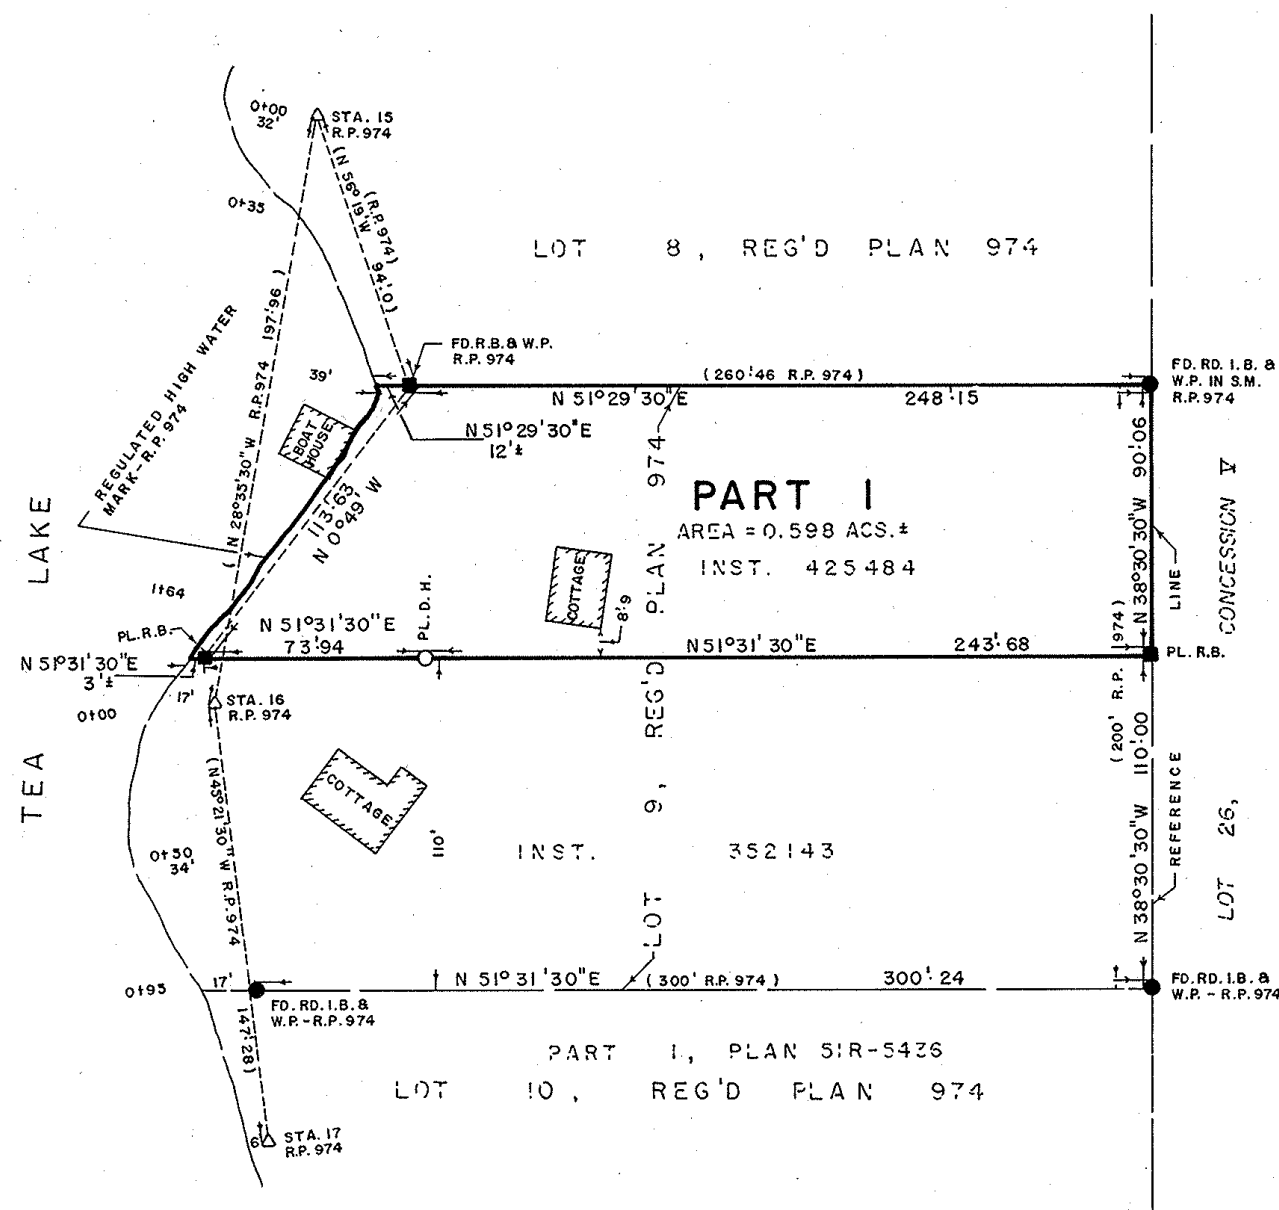 0+00
32'
STA. 15
R.P. 974
(N 56°19'W 94'.0)
(R.P. 974)
0+35
LOT 8, REG'D PLAN 974
(N 28°35'30"W R.P.974 197'.96)
REGULATED HIGH WATER
MARK-R.P. 974
FD.R.B.& W.P.
R.P. 974
39'
(260'.46 R.P. 974)
FD. RD. I.B. &
W.P. IN S.M.
R.P. 974
N 51°29'30"E
248'.15
N 51°29'30"E
12'±
BOAT
HOUSE
113'.63
N 0°49' W
PART 1
AREA = 0.598 ACS.±
INST. 425484
N 38°30'30"W 90'.06
LINE
CONCESSION V
TEA LAKE
1+64
COTTAGE
8'.9
PL. D. H.
PL. R.B.
N 51°31'30"E
73'.94
N51°31'30"E
243'.68
PL. R.B.
N 51°31'30"E
3'±
17'
0+00
STA. 16
R.P. 974
(200' R.P. 974)
N 38°30'30"W 110'.00
REFERENCE
LOT 26,
COTTAGE
(N45°21'30"W R.P.974
147'.28)
0+50
34'
110'
INST. 352143
LOT 9, REG'D PLAN 974
0+95
17'
N 51°31'30"E
(300' R.P. 974)
300'.24
FD. RD. I.B. &
W.P.-R.P. 974
FD. RD. I.B. &
W.P. - R.P. 974
PART 1, PLAN 51R-5436
LOT 10, REG'D PLAN 974
6
STA. 17
R.P. 974